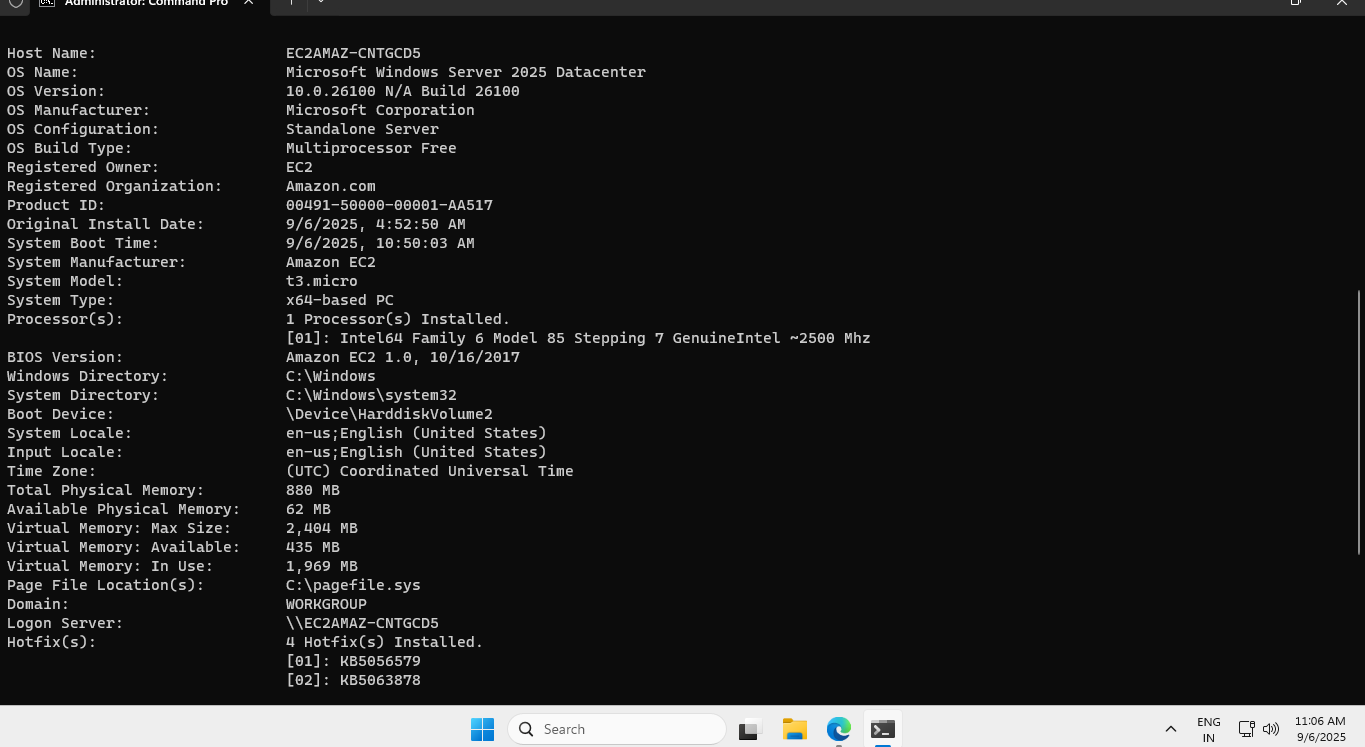 Administrator: Command Pro
Host Name: EC2AMAZ-CNTGCD5
OS Name: Microsoft Windows Server 2025 Datacenter
OS Version: 10.0.26100 N/A Build 26100
OS Manufacturer: Microsoft Corporation
OS Configuration: Standalone Server
OS Build Type: Multiprocessor Free
Registered Owner: EC2
Registered Organization: Amazon.com
Product ID: 00491-50000-00001-AA517
Original Install Date: 9/6/2025, 4:52:50 AM
System Boot Time: 9/6/2025, 10:50:03 AM
System Manufacturer: Amazon EC2
System Model: t3.micro
System Type: x64-based PC
Processor(s): 1 Processor(s) Installed.
[01]: Intel64 Family 6 Model 85 Stepping 7 GenuineIntel ~2500 Mhz
BIOS Version: Amazon EC2 1.0, 10/16/2017
Windows Directory: C:\Windows
System Directory: C:\Windows\system32
Boot Device: \Device\HarddiskVolume2
System Locale: en-us;English (United States)
Input Locale: en-us;English (United States)
Time Zone: (UTC) Coordinated Universal Time
Total Physical Memory: 880 MB
Available Physical Memory: 62 MB
Virtual Memory: Max Size: 2,404 MB
Virtual Memory: Available: 435 MB
Virtual Memory: In Use: 1,969 MB
Page File Location(s): C:\pagefile.sys
Domain: WORKGROUP
Logon Server: \\EC2AMAZ-CNTGCD5
Hotfix(s): 4 Hotfix(s) Installed.
[01]: KB5056579
[02]: KB5063878
Search
ENG
IN
11:06 AM
9/6/2025